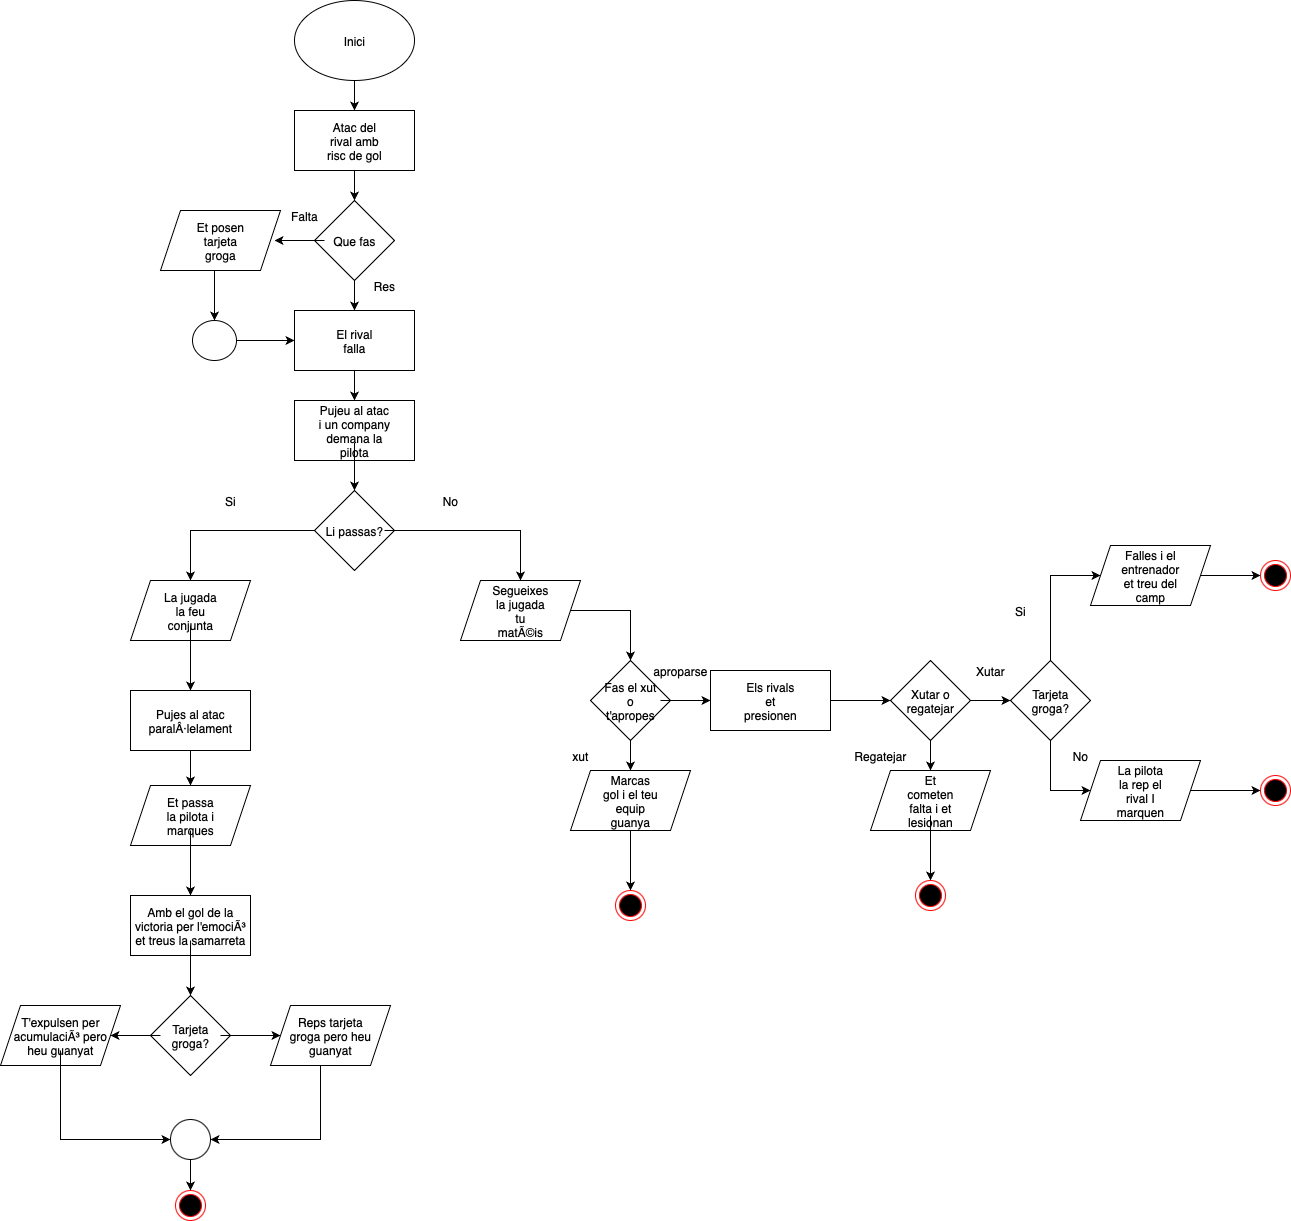 Inici
Atac del
rival amb
risc de gol
Falta
Et posen
tarjeta
groga
Que fas
Res
El rival
falla
Pujeu al atac
i un company
demana la
pilota
Si
No
Li passas?
La jugada
la feu
conjunta
Segueixes
la jugada
tu
matÃ©is
Pujes al atac
paralÂ·lelament
Et passa
la pilota i
marques
Amb el gol de la
victoria per l'emociÃ³
et treus la samarreta
Tarjeta
groga?
T'expulsen per
acumulaciÃ³ pero
heu guanyat
Reps tarjeta
groga pero heu
guanyat
Fas el xut
o
t'apropes
aproparse
xut
Marcas
gol i el teu
equip
guanya
Els rivals
et
presionen
Xutar o
regatejar
Xutar
Regatejar
Et
cometen
falta i et
lesionan
Tarjeta
groga?
Si
Falles i el
entrenador
et treu del
camp
No
La pilota
la rep el
rival I
marquen